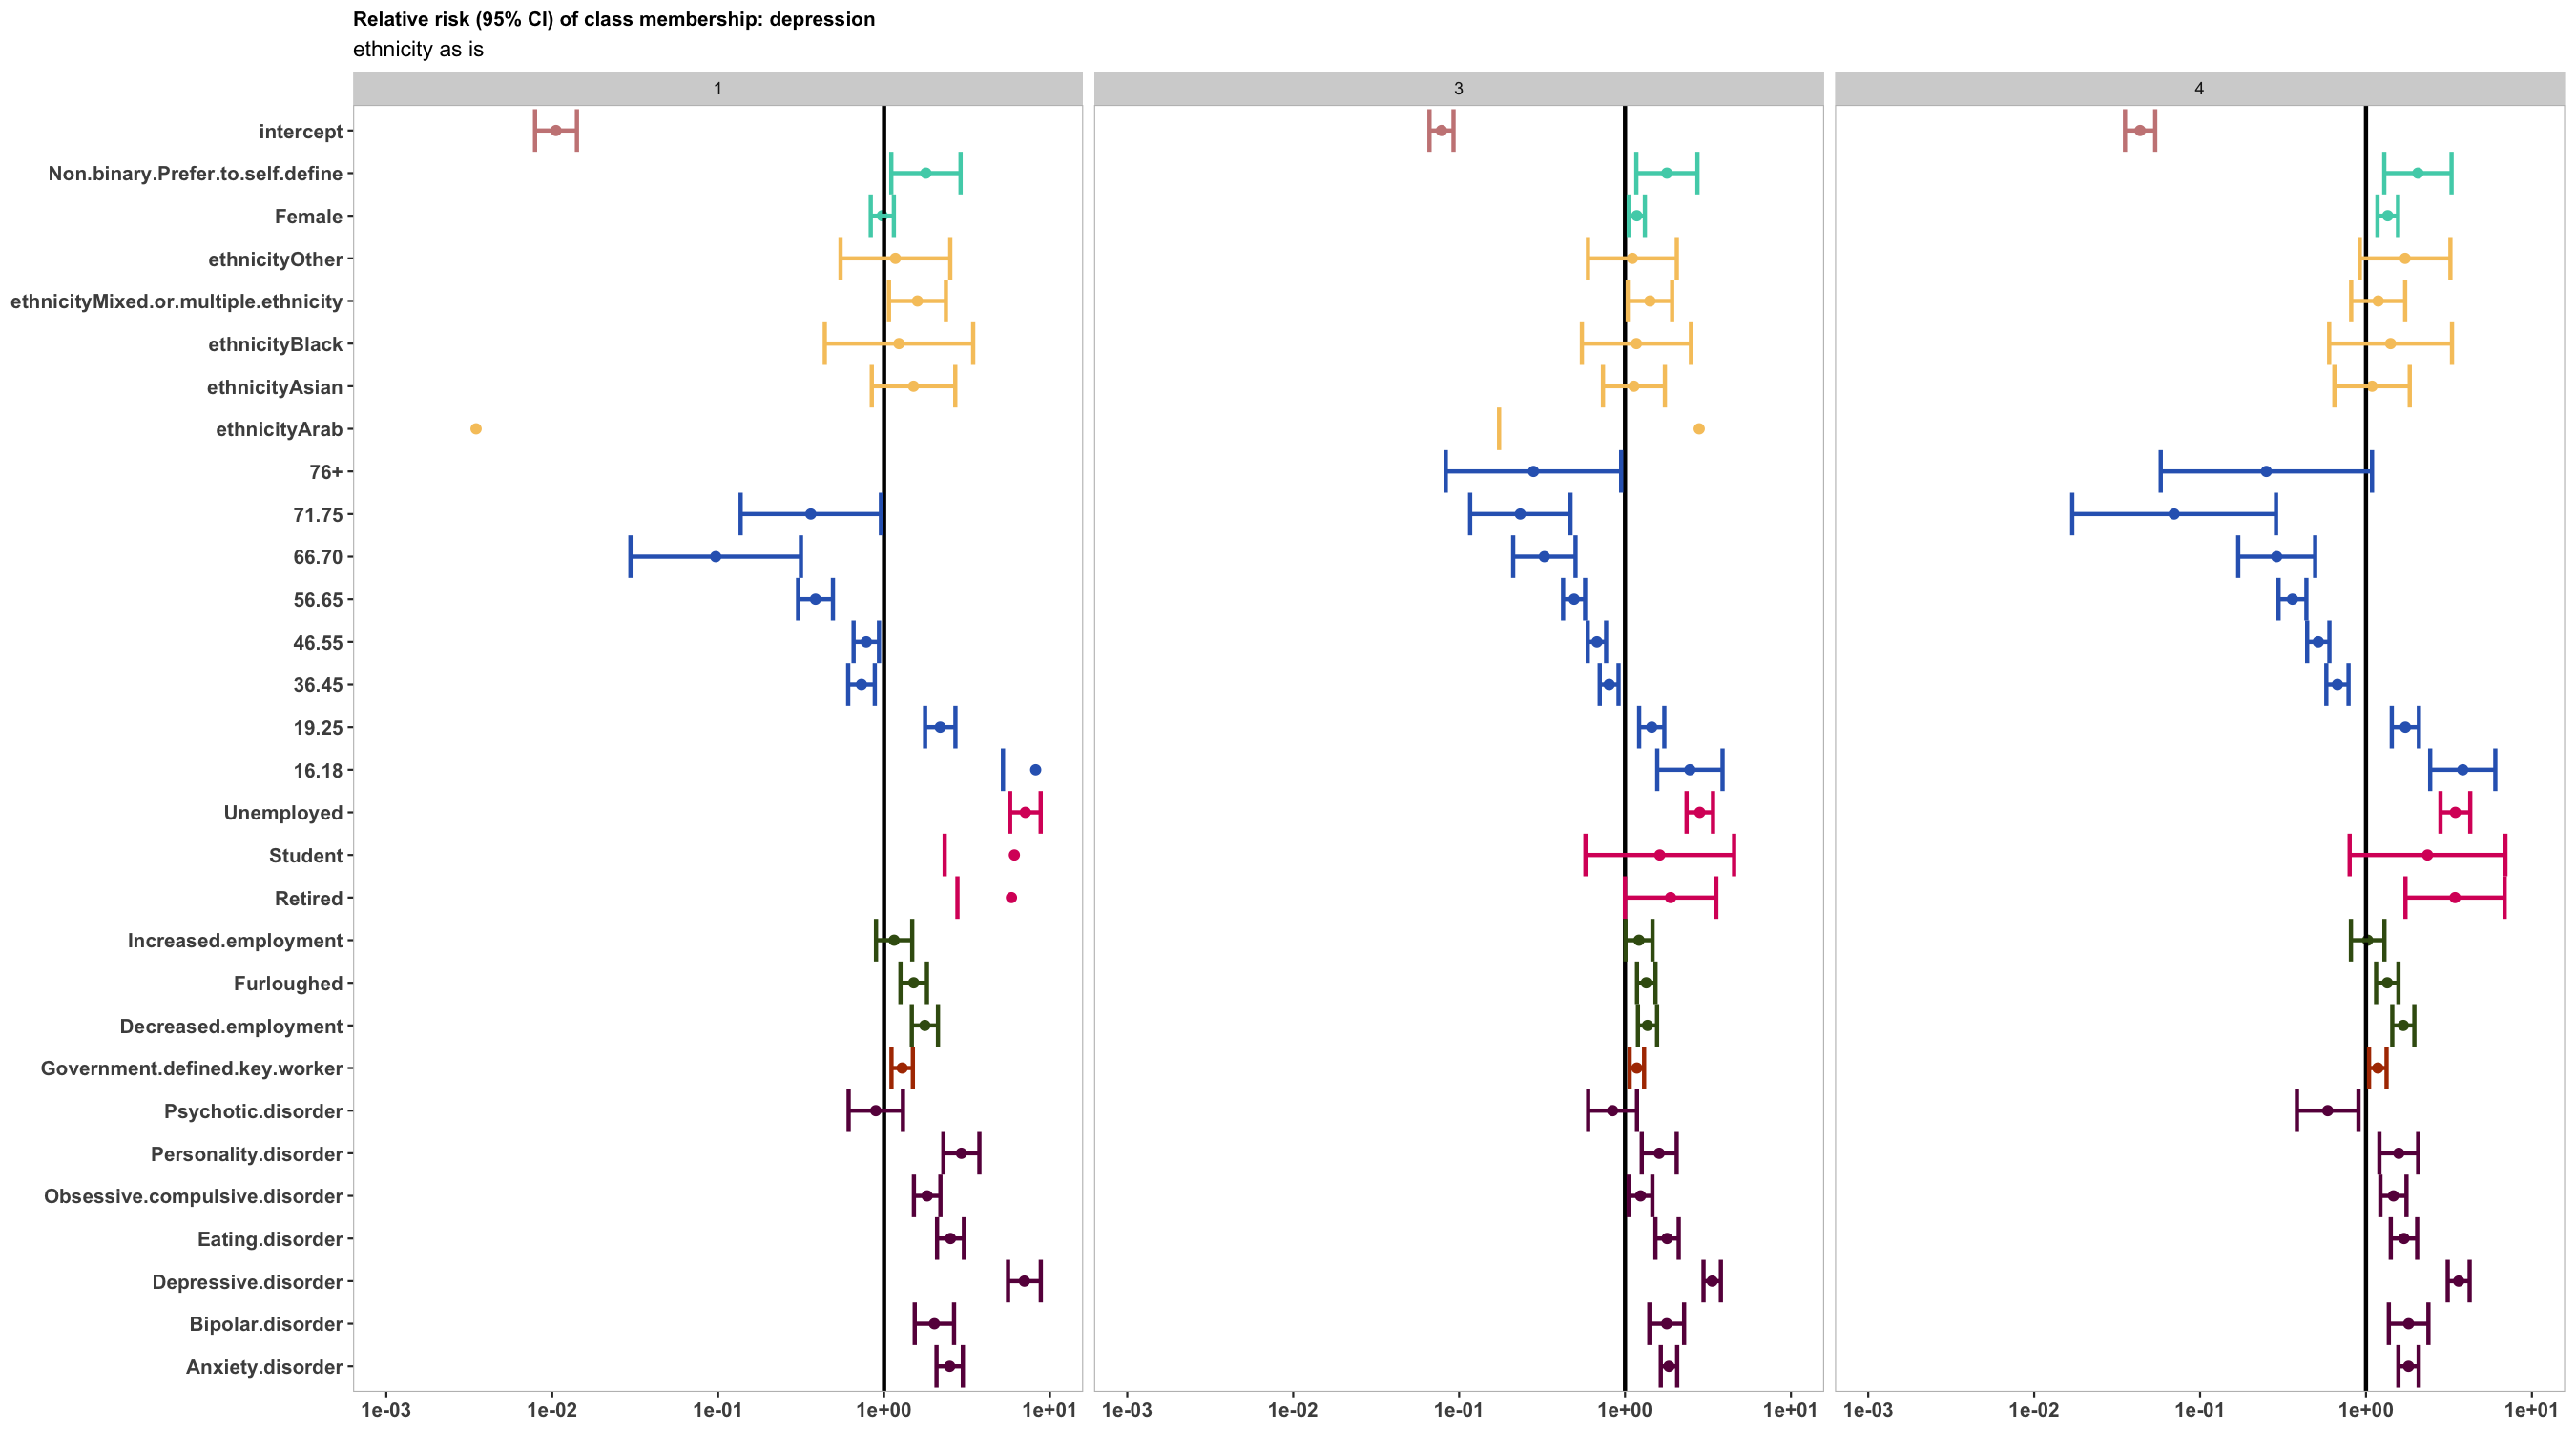 Relative risk (95% CI) of class membership: depression
ethnicity as is
1 3 4
intercept
Non.binary.Prefer.to.self.define
Female
ethnicityOther
ethnicityMixed.or.multiple.ethnicity
ethnicityBlack
ethnicityAsian
ethnicityArab
76+
71.75
66.70
56.65
46.55
36.45
19.25
16.18
Unemployed
Student
Retired
Increased.employment
Furloughed
Decreased.employment
Government.defined.key.worker
Psychotic.disorder
Personality.disorder
Obsessive.compulsive.disorder
Eating.disorder
Depressive.disorder
Bipolar.disorder
Anxiety.disorder
1e-03 1e-02 1e-01 1e+00 1e+01 1e-03 1e-02 1e-01 1e+00 1e+01 1e-03 1e-02 1e-01 1e+00 1e+01